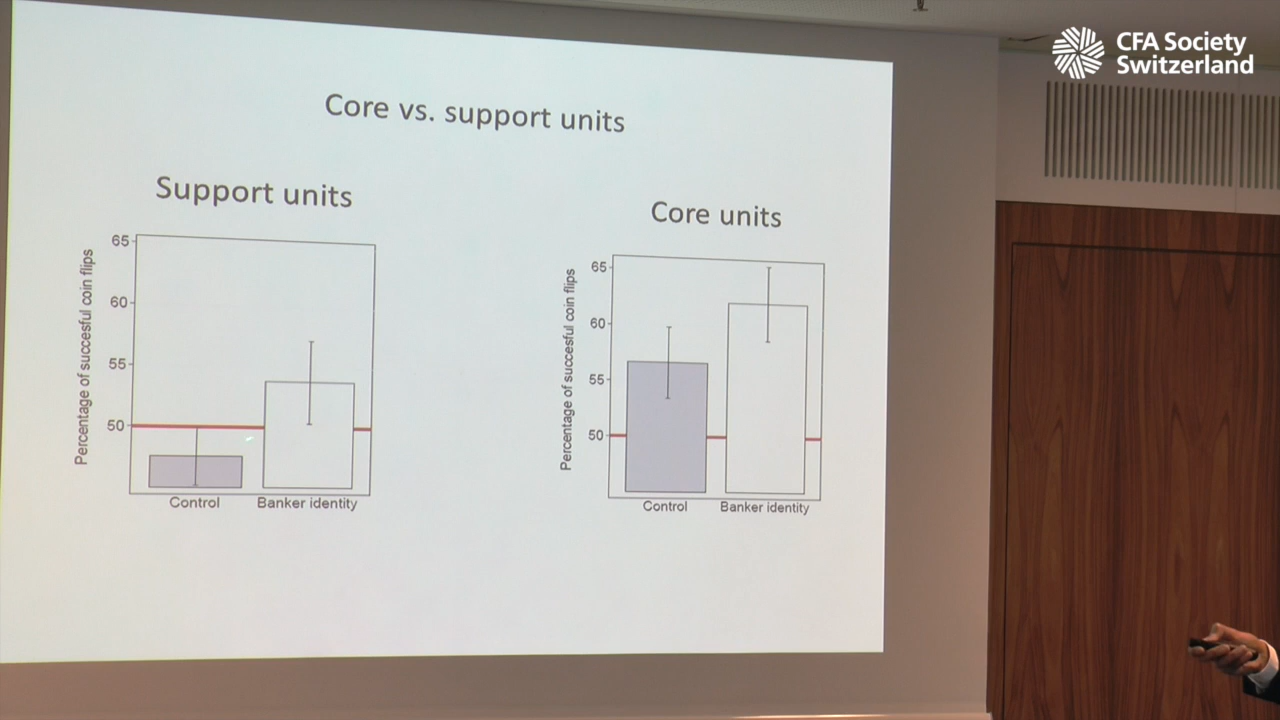 CFA Society
Switzerland
Core vs. support units
Support units
Percentage of succesful coin flips
65
60
55
50
Control
Banker identity
Core units
Percentage of succesful coin flips
65
60
55
50
Control
Banker identity